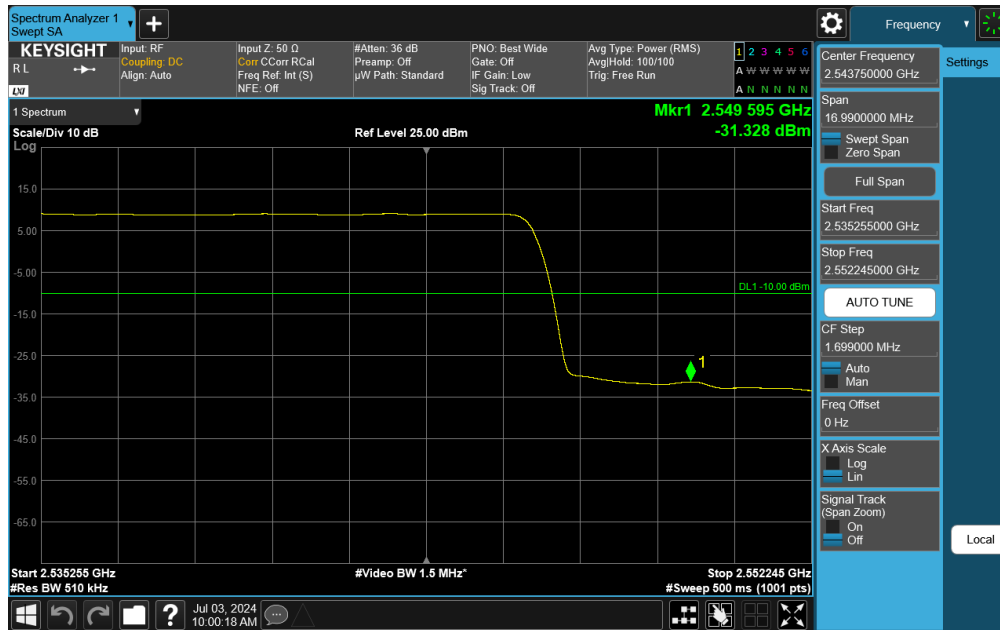 Spectrum Analyzer 1
Swept SA
Frequency
KEYSIGHT
R L
LXI
Input: RF
Coupling: DC
Align: Auto
Input Z: 50 Ω
Corr CCorr RCal
Freq Ref: Int (S)
NFE: Off
#Atten: 36 dB
Preamp: Off
µW Path: Standard
PNO: Best Wide
Gate: Off
IF Gain: Low
Sig Track: Off
Avg Type: Power (RMS)
Avg|Hold: 100/100
Trig: Free Run
1 2 3 4 5 6
A W W W W W
A N N N N N
1 Spectrum
Mkr1 2.549 595 GHz
-31.328 dBm
Scale/Div 10 dB
Ref Level 25.00 dBm
Log
15.0
5.00
-5.00
-15.0
-25.0
-35.0
-45.0
-55.0
-65.0
DL1 -10.00 dBm
1
Start 2.535255 GHz
#Video BW 1.5 MHz*
Stop 2.552245 GHz
#Res BW 510 kHz
#Sweep 500 ms (1001 pts)
Jul 03, 2024
10:00:18 AM
?
Center Frequency
2.543750000 GHz
Settings
Span
16.9900000 MHz
Swept Span
Zero Span
Full Span
Start Freq
2.535255000 GHz
Stop Freq
2.552245000 GHz
AUTO TUNE
CF Step
1.699000 MHz
Auto
Man
Freq Offset
0 Hz
X Axis Scale
Log
Lin
Signal Track
(Span Zoom)
On
Off
Local